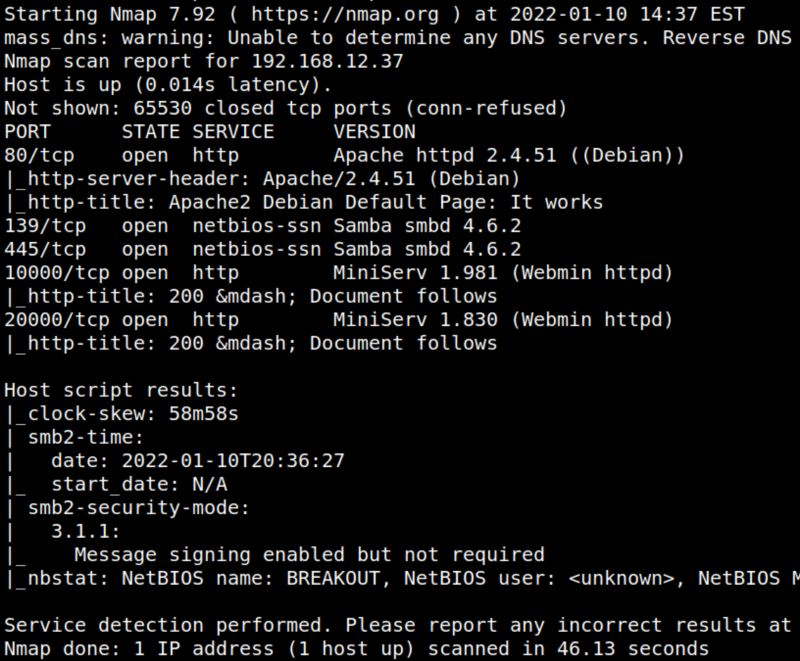 Starting Nmap 7.92 ( https://nmap.org ) at 2022-01-10 14:37 EST
mass_dns: warning: Unable to determine any DNS servers. Reverse DNS
Nmap scan report for 192.168.12.37
Host is up (0.014s latency).
Not shown: 65530 closed tcp ports (conn-refused)
PORT      STATE SERVICE     VERSION
80/tcp    open  http        Apache httpd 2.4.51 ((Debian))
|_http-server-header: Apache/2.4.51 (Debian)
|_http-title: Apache2 Debian Default Page: It works
139/tcp   open  netbios-ssn Samba smbd 4.6.2
445/tcp   open  netbios-ssn Samba smbd 4.6.2
10000/tcp open  http        MiniServ 1.981 (Webmin httpd)
|_http-title: 200 &mdash; Document follows
20000/tcp open  http        MiniServ 1.830 (Webmin httpd)
|_http-title: 200 &mdash; Document follows

Host script results:
|_clock-skew: 58m58s
| smb2-time:
|   date: 2022-01-10T20:36:27
|_  start_date: N/A
| smb2-security-mode:
|   3.1.1:
|_    Message signing enabled but not required
|_nbstat: NetBIOS name: BREAKOUT, NetBIOS user: <unknown>, NetBIOS M

Service detection performed. Please report any incorrect results at
Nmap done: 1 IP address (1 host up) scanned in 46.13 seconds